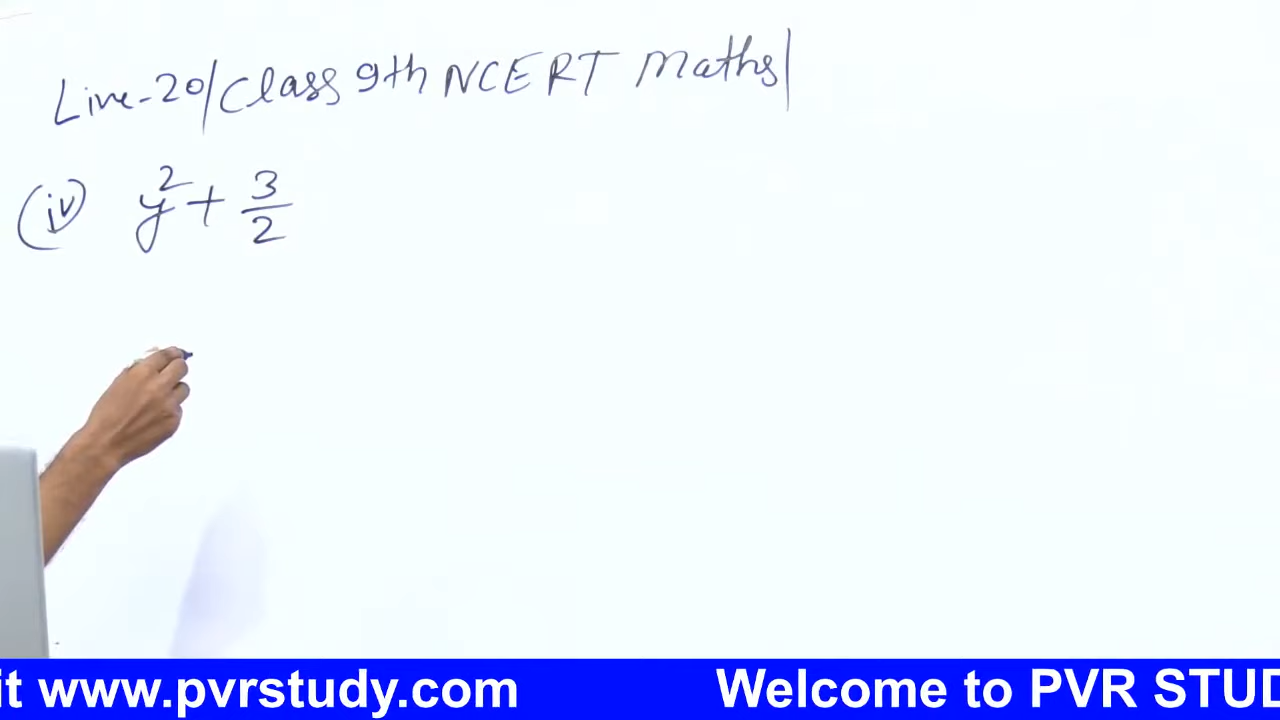 Live-20/Class 9th NCERT Maths|
(iv) y² + 3/2
it www.pvrstudy.com Welcome to PVR STUD